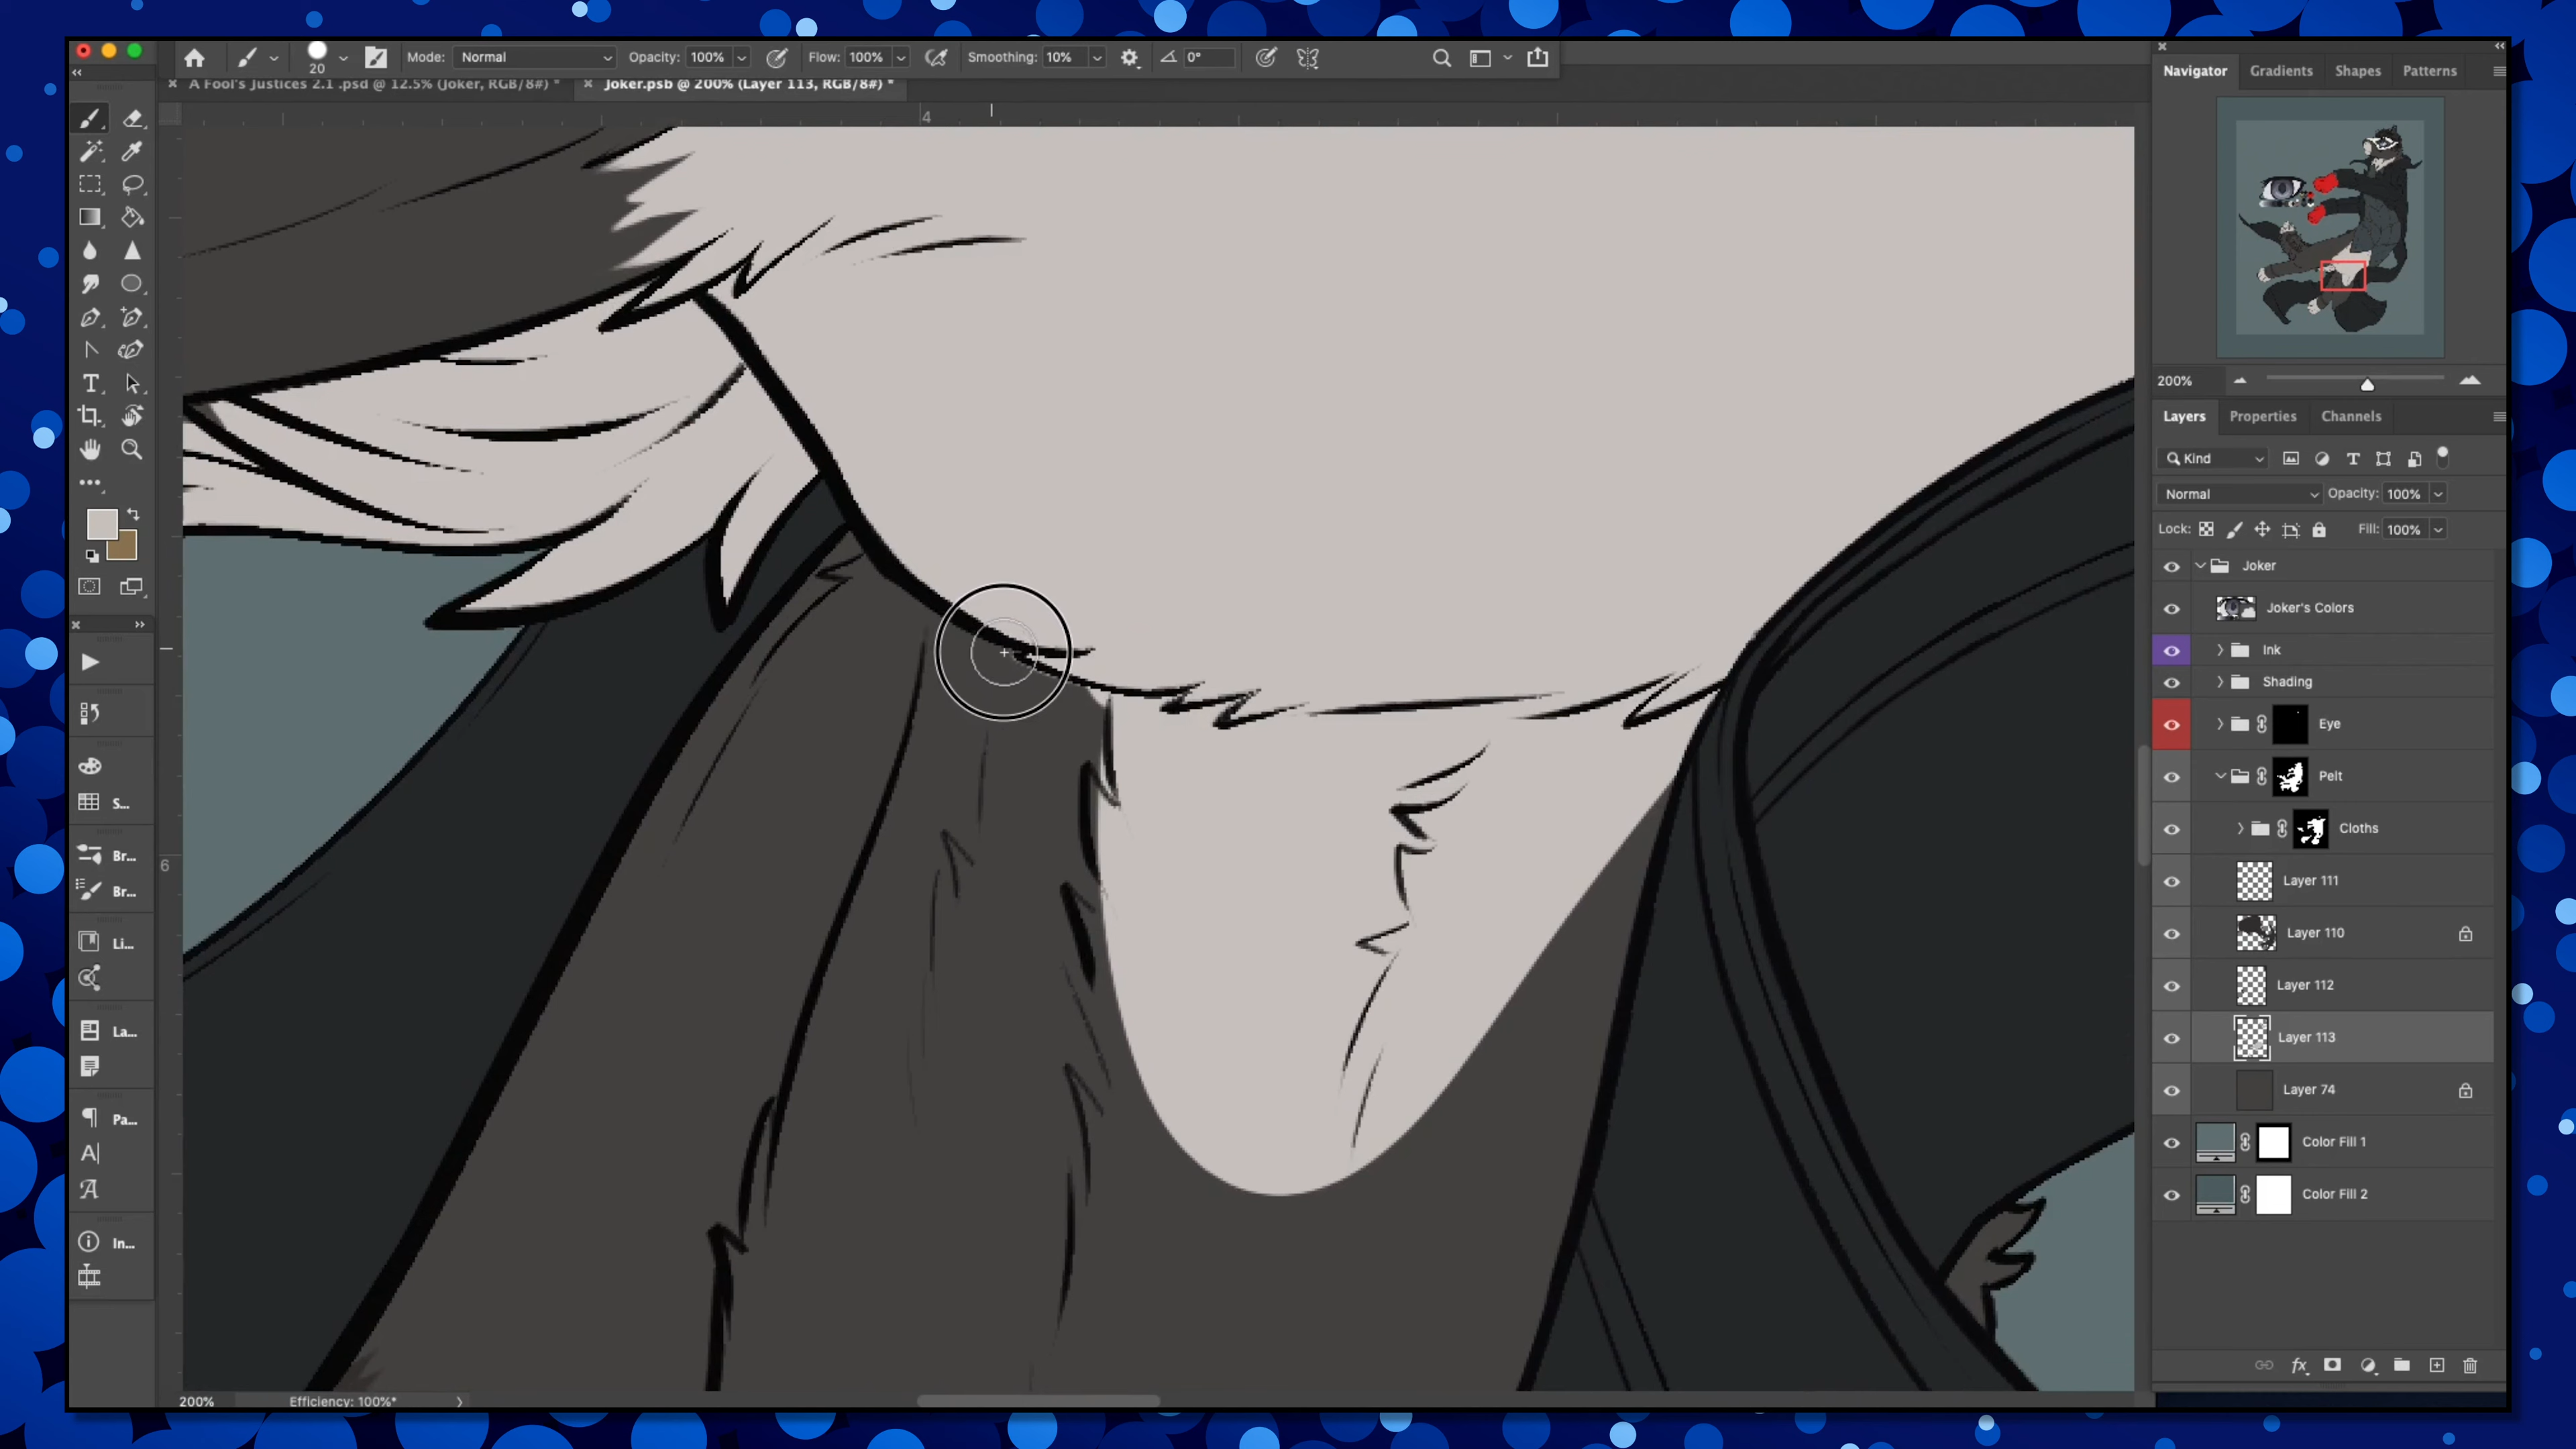 20
Mode: Normal
Opacity: 100%
Flow: 100%
Smoothing: 10%
0°
A Fool's Justices 2.1 .psd @ 12.5% (Joker, RGB/8#) *
Joker.psb @ 200% (Layer 113, RGB/8#) *
4
6
S...
Br...
Br...
Li...
La...
Pa...
In...
200%
Efficiency: 100%*
Navigator
Gradients
Shapes
Patterns
200%
Layers
Properties
Channels
Kind
Normal
Opacity: 100%
Lock:
Fill: 100%
Joker
Joker's Colors
Ink
Shading
Eye
Pelt
Cloths
Layer 111
Layer 110
Layer 112
Layer 113
Layer 74
Color Fill 1
Color Fill 2
fx